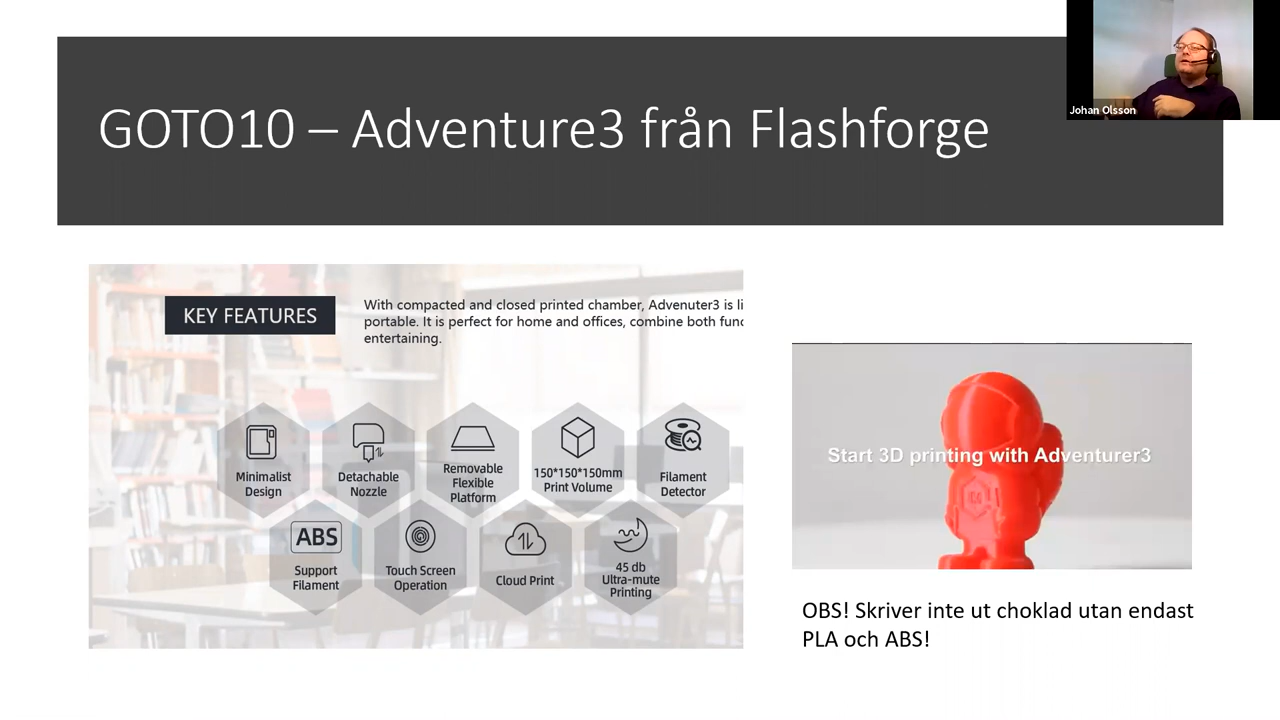 Johan Olsson
GOTO10 – Adventure3 från Flashforge
KEY FEATURES
With compacted and closed printed chamber, Advenuter3 is li
portable. It is perfect for home and offices, combine both func
entertaining.
Minimalist
Design
Detachable
Nozzle
Removable
Flexible
Platform
150*150*150mm
Print Volume
Filament
Detector
ABS
Support
Filament
Touch Screen
Operation
Cloud Print
45 db
Ultra-mute
Printing
Start 3D printing with Adventurer3
OBS! Skriver inte ut choklad utan endast
PLA och ABS!